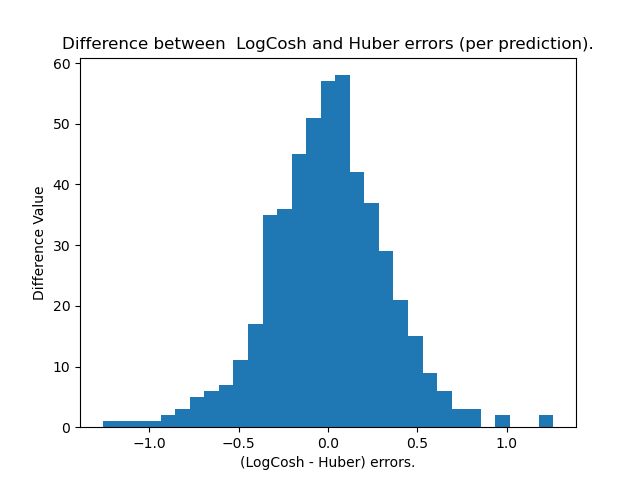 Difference between  LogCosh and Huber errors (per prediction).
60
50
40
30
20
10
0
Difference Value
−1.0 −0.5 0.0 0.5 1.0
(LogCosh - Huber) errors.